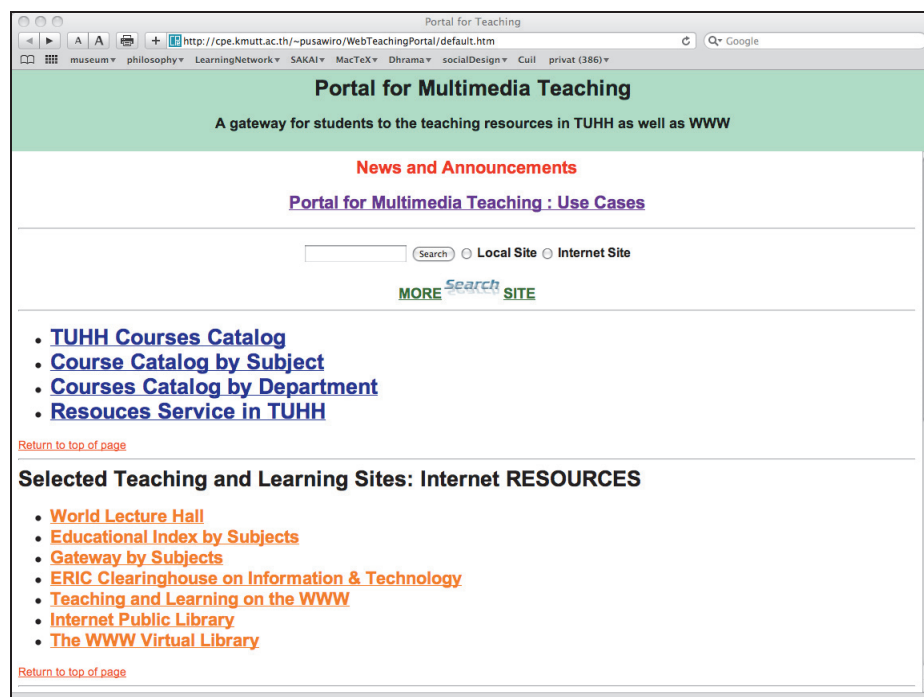 Portal for Teaching
A A + http://cpe.kmutt.ac.th/~pusawiro/WebTeachingPortal/default.htm Google
museum philosophy LearningNetwork SAKAI MacTeX Dhrama socialDesign Cuil privat (386)
Portal for Multimedia Teaching
A gateway for students to the teaching resources in TUHH as well as WWW
News and Announcements
Portal for Multimedia Teaching : Use Cases
Search Local Site Internet Site
MORE Search SITE
TUHH Courses Catalog
Course Catalog by Subject
Courses Catalog by Department
Resouces Service in TUHH
Return to top of page
Selected Teaching and Learning Sites: Internet RESOURCES
World Lecture Hall
Educational Index by Subjects
Gateway by Subjects
ERIC Clearinghouse on Information & Technology
Teaching and Learning on the WWW
Internet Public Library
The WWW Virtual Library
Return to top of page